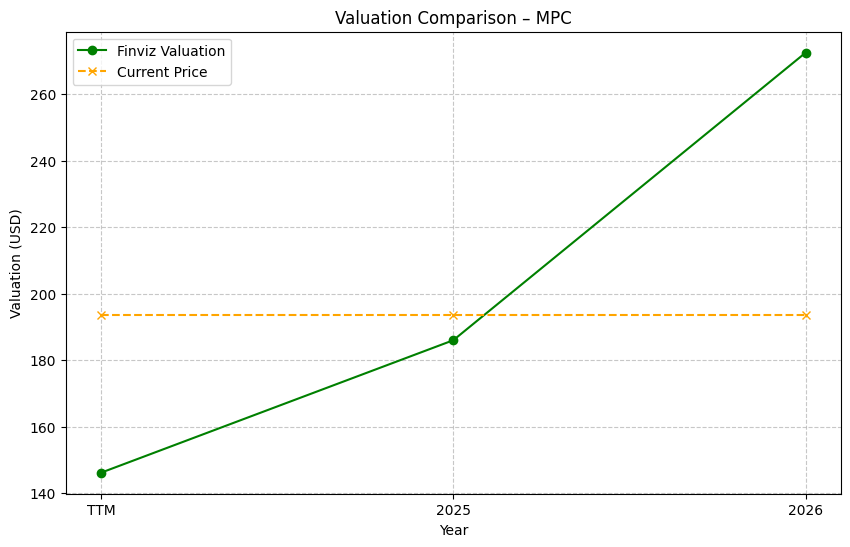 Valuation Comparison – MPC
Finviz Valuation
Current Price
Valuation (USD)
260
240
220
200
180
160
140
TTM
2025
2026
Year